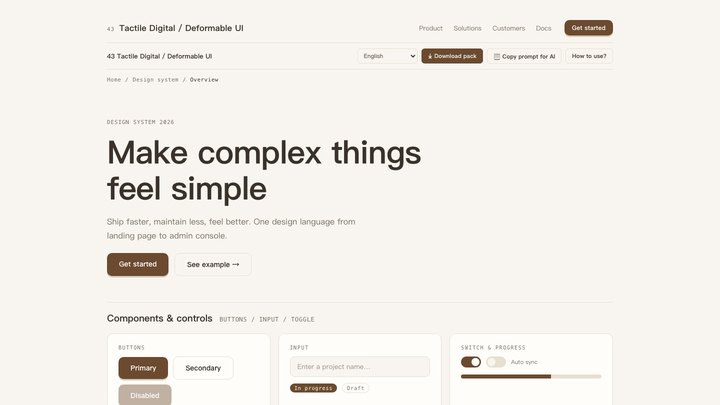 43 Tactile Digital / Deformable UI
Product Solutions Customers Docs Get started
43 Tactile Digital / Deformable UI
English Download pack Copy prompt for AI How to use?
Home / Design system / Overview
DESIGN SYSTEM 2026
Make complex things
feel simple
Ship faster, maintain less, feel better. One design language from
landing page to admin console.
Get started See example →
Components & controls BUTTONS / INPUT / TOGGLE
BUTTONS
Primary Secondary
Disabled
INPUT
Enter a project name...
In progress Draft
SWITCH & PROGRESS
Auto sync